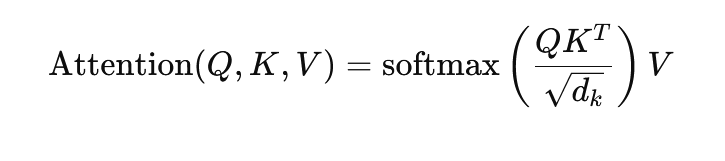 Attention(Q, K, V) = softmax(QK^T / √d_k) V